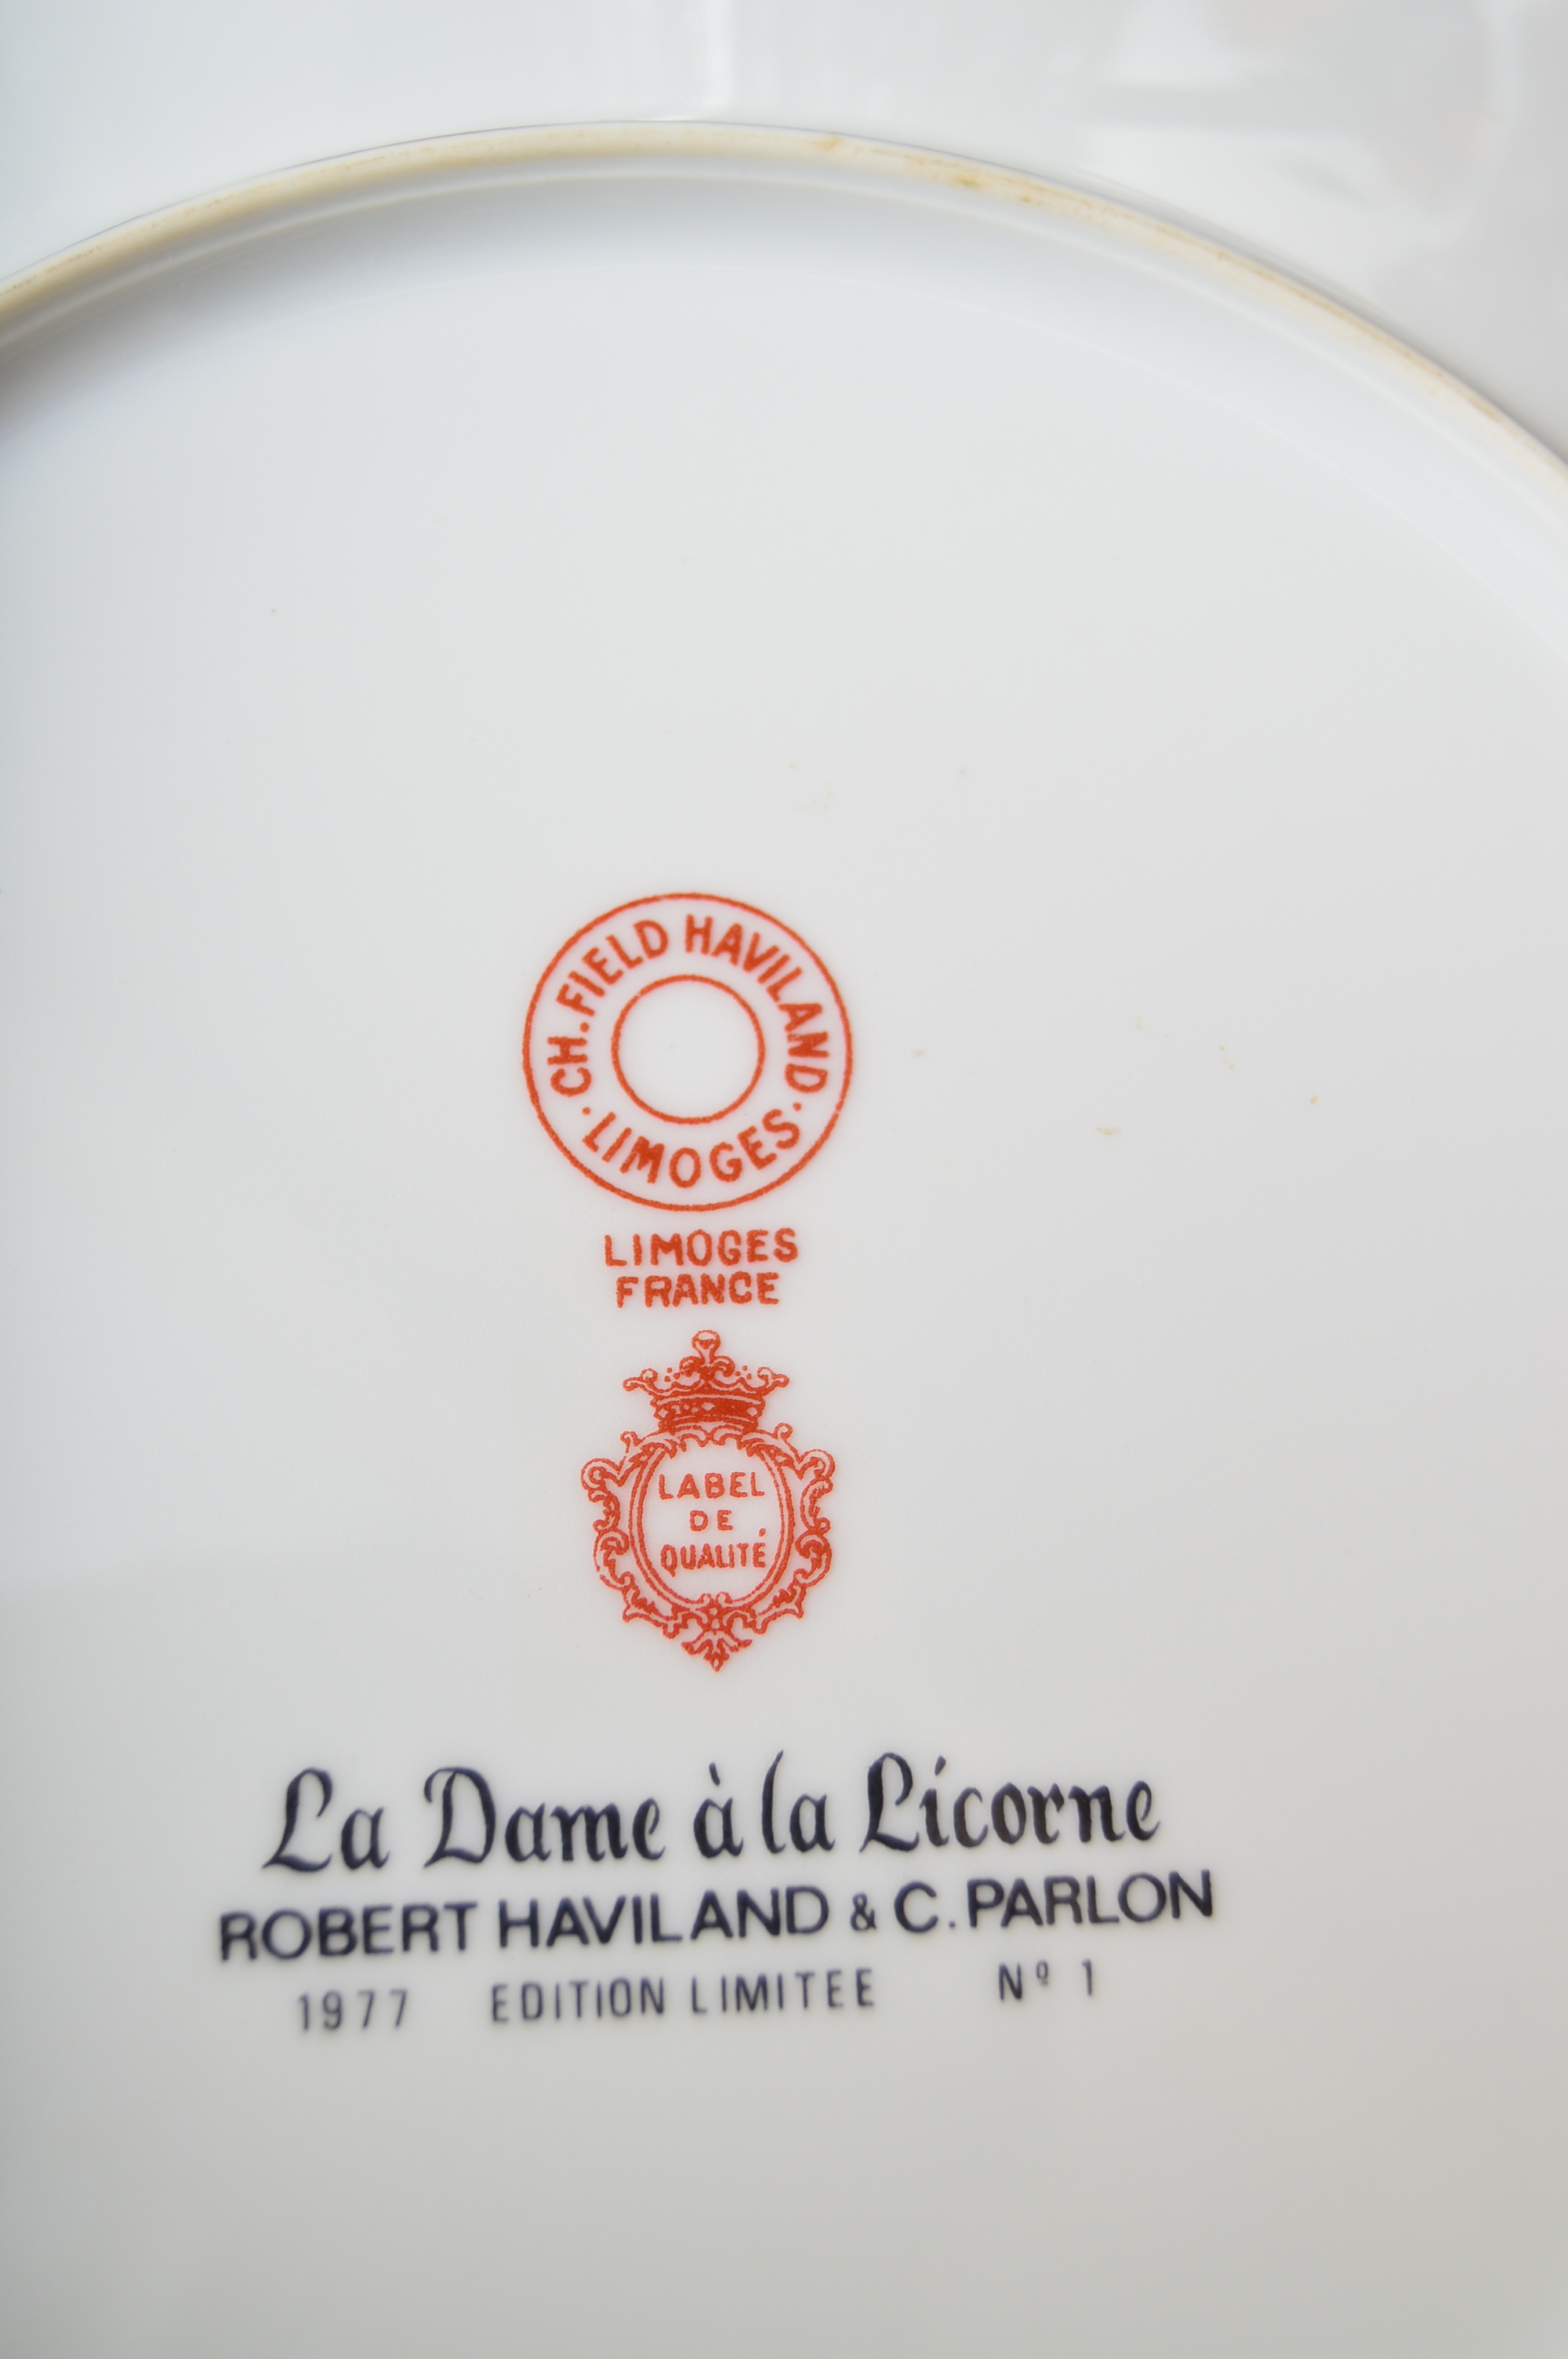 CH. FIELD HAVILAND
· LIMOGES ·
LIMOGES
FRANCE
LABEL
DE
QUALITÉ
La Dame à la Licorne
ROBERT HAVILAND & C. PARLON
1977 EDITION LIMITEE Nº 1